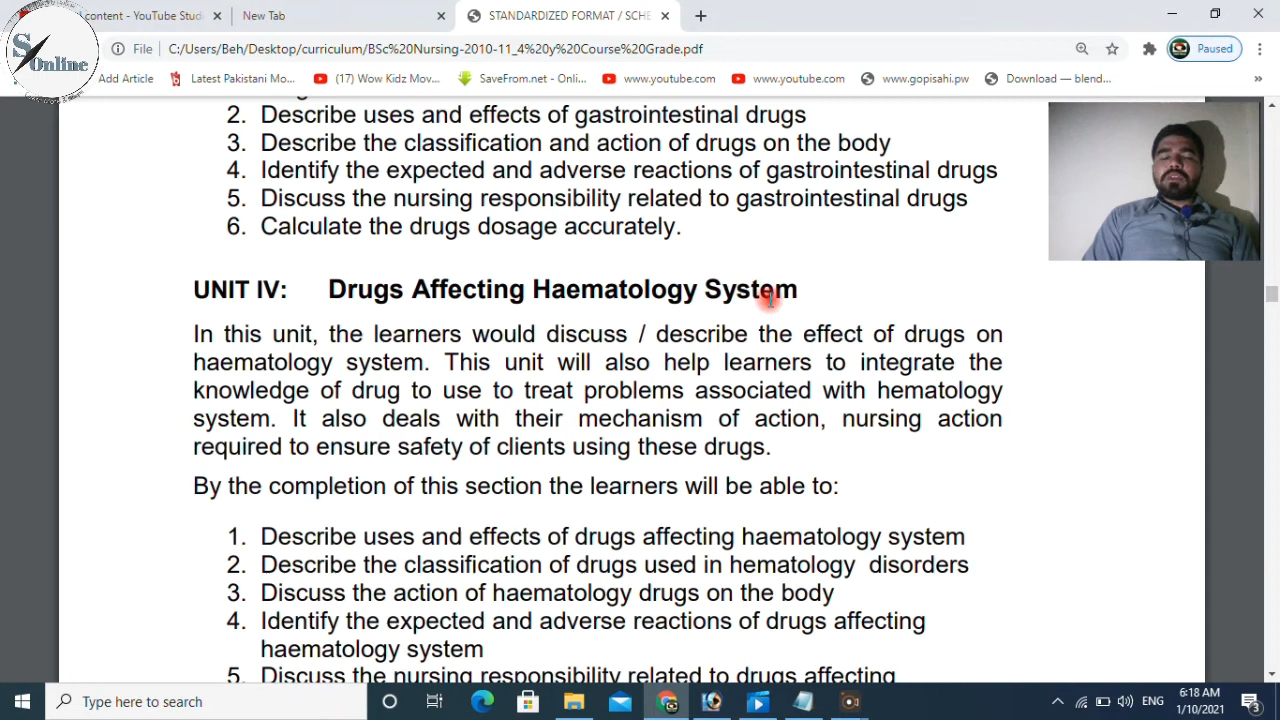 content - YouTube Stud
New Tab
STANDARDIZED FORMAT / SCHE
S
Online
File
C:/Users/Beh/Desktop/curriculum/BSc%20Nursing-2010-11_4%20y%20Course%20Grade.pdf
Paused
Add Article
Latest Pakistani Mo...
(17) Wow Kidz Mov...
SaveFrom.net - Onli...
www.youtube.com
www.youtube.com
www.gopisahi.pw
Download — blend...
2. Describe uses and effects of gastrointestinal drugs
3. Describe the classification and action of drugs on the body
4. Identify the expected and adverse reactions of gastrointestinal drugs
5. Discuss the nursing responsibility related to gastrointestinal drugs
6. Calculate the drugs dosage accurately.
UNIT IV: Drugs Affecting Haematology System
In this unit, the learners would discuss / describe the effect of drugs on
haematology system. This unit will also help learners to integrate the
knowledge of drug to use to treat problems associated with hematology
system. It also deals with their mechanism of action, nursing action
required to ensure safety of clients using these drugs.
By the completion of this section the learners will be able to:
1. Describe uses and effects of drugs affecting haematology system
2. Describe the classification of drugs used in hematology disorders
3. Discuss the action of haematology drugs on the body
4. Identify the expected and adverse reactions of drugs affecting
haematology system
5. Discuss the nursing responsibility related to drugs affecting
Type here to search
ENG
6:18 AM
1/10/2021
3